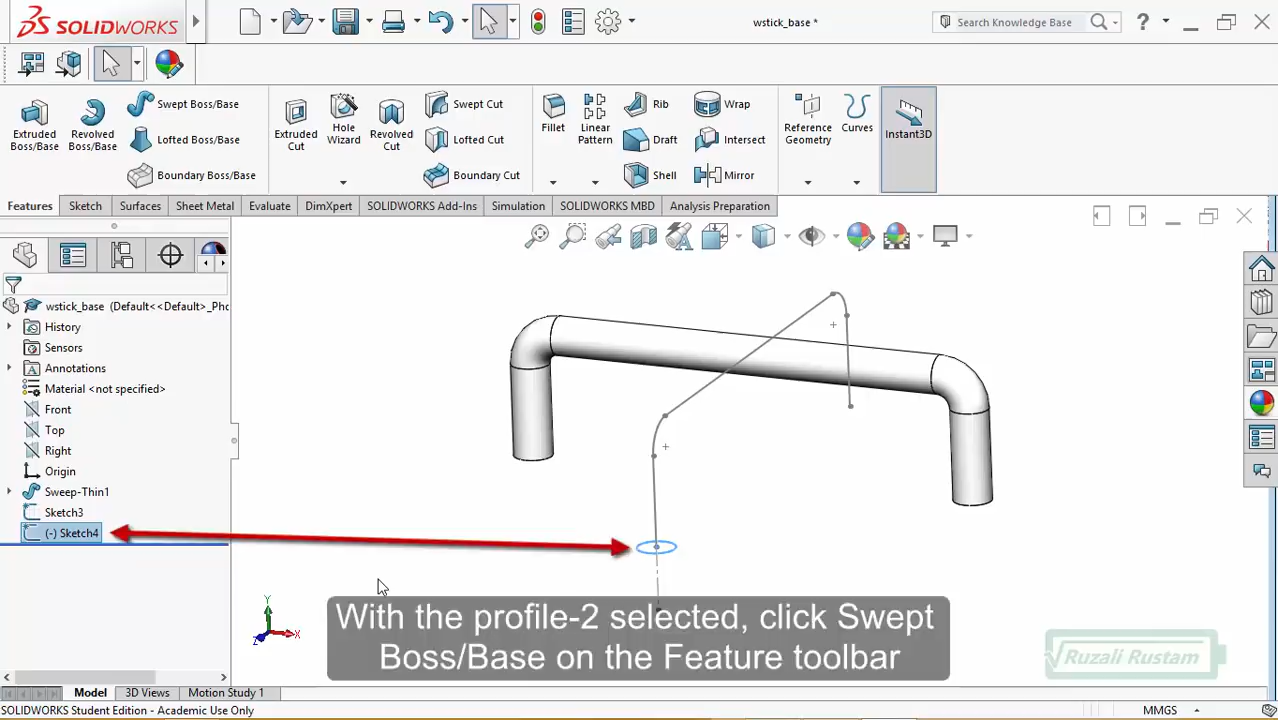 DS SOLIDWORKS
wstick_base *
Search Knowledge Base
?
Extruded
Boss/Base
Revolved
Boss/Base
Swept Boss/Base
Lofted Boss/Base
Boundary Boss/Base
Extruded
Cut
Hole
Wizard
Revolved
Cut
Swept Cut
Lofted Cut
Boundary Cut
Fillet
Linear
Pattern
Rib
Draft
Shell
Wrap
Intersect
Mirror
Reference
Geometry
Curves
Instant3D
Features
Sketch
Surfaces
Sheet Metal
Evaluate
DimXpert
SOLIDWORKS Add-Ins
Simulation
SOLIDWORKS MBD
Analysis Preparation
wstick_base (Default<<Default>_Pho
History
Sensors
Annotations
Material <not specified>
Front
Top
Right
Origin
Sweep-Thin1
Sketch3
(-) Sketch4
Y
X
Z
With the profile-2 selected, click Swept
Boss/Base on the Feature toolbar
Ruzali Rustam
Model
3D Views
Motion Study 1
SOLIDWORKS Student Edition - Academic Use Only
MMGS